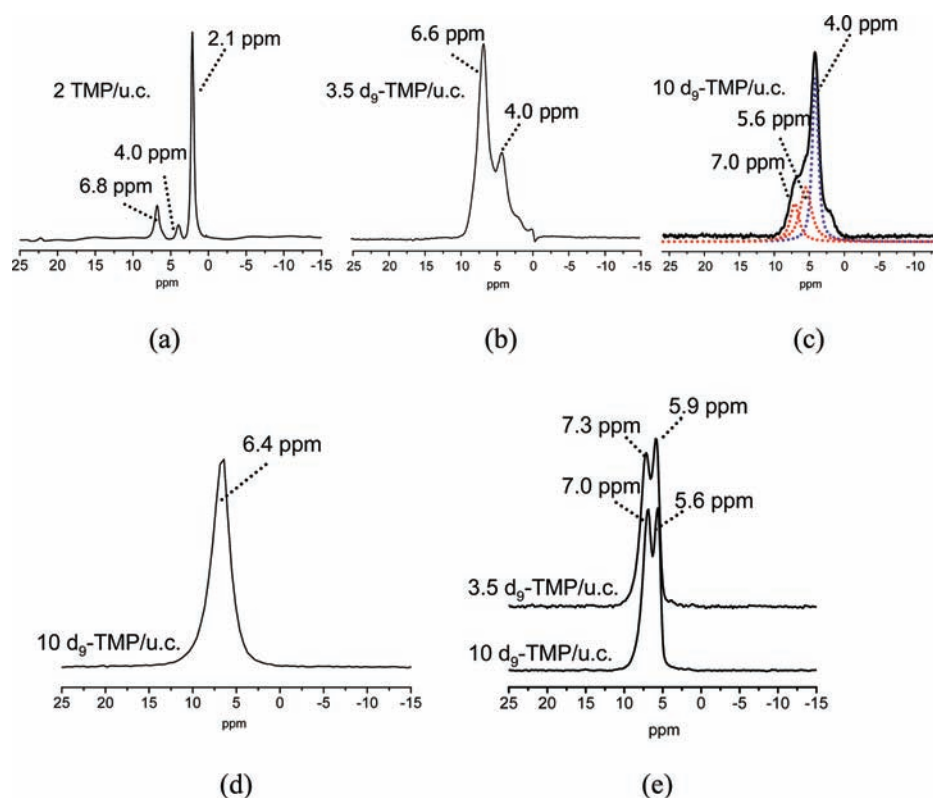 2.1 ppm
2 TMP/u.c.
4.0 ppm
6.8 ppm
25 20 15 10 5 0 -5 -10 -15
ppm
(a)
6.6 ppm
3.5 d₉-TMP/u.c.
4.0 ppm
25 20 15 10 5 0 -5 -10 -15
ppm
(b)
4.0 ppm
10 d₉-TMP/u.c.
5.6 ppm
7.0 ppm
25 20 15 10 5 0 -5 -10
ppm
(c)
6.4 ppm
10 d₉-TMP/u.c.
25 20 15 10 5 0 -5 -10 -15
ppm
(d)
5.9 ppm
7.3 ppm
7.0 ppm
5.6 ppm
3.5 d₉-TMP/u.c.
10 d₉-TMP/u.c.
25 20 15 10 5 0 -5 -10 -15
ppm
(e)